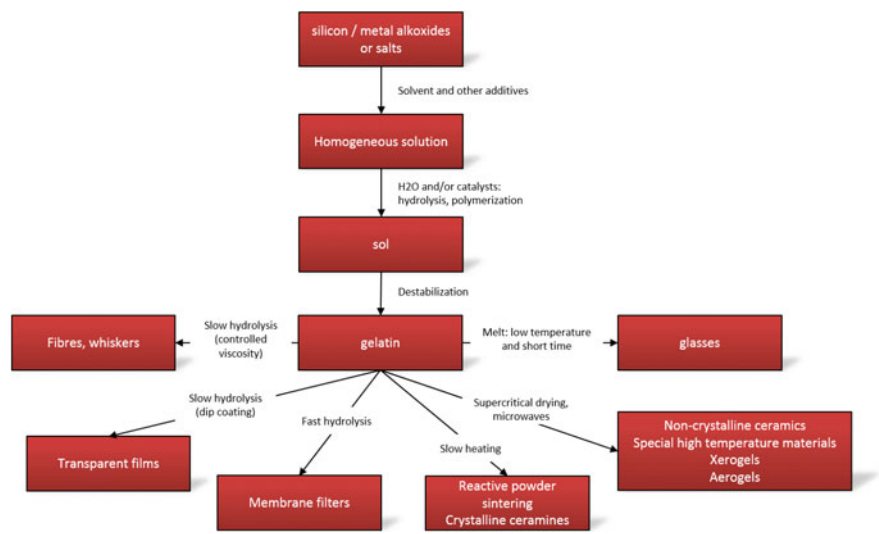 silicon / metal alkoxides
or salts
Solvent and other additives
Homogeneous solution
H2O and/or catalysts:
hydrolysis, polymerization
sol
Destabilization
Fibres, whiskers
Slow hydrolysis
(controlled
viscosity)
gelatin
Melt: low temperature
and short time
glasses
Slow hydrolysis
(dip coating)
Fast hydrolysis
Slow heating
Supercritical drying,
microwaves
Transparent films
Membrane filters
Reactive powder
sintering
Crystalline ceramines
Non-crystalline ceramics
Special high temperature materials
Xerogels
Aerogels